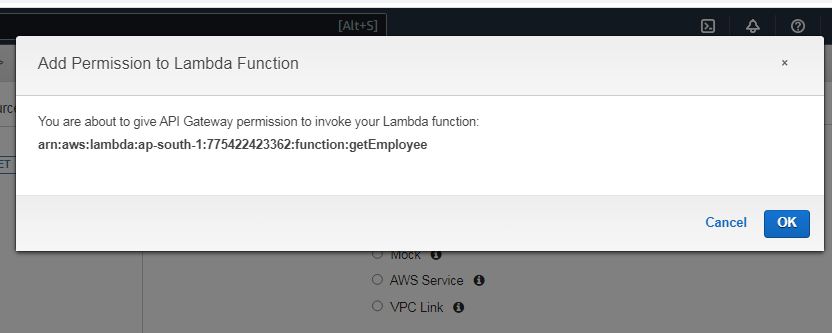 [Alt+S]
Add Permission to Lambda Function
×
You are about to give API Gateway permission to invoke your Lambda function:
arn:aws:lambda:ap-south-1:775422423362:function:getEmployee
Cancel
OK
Mock
AWS Service
VPC Link